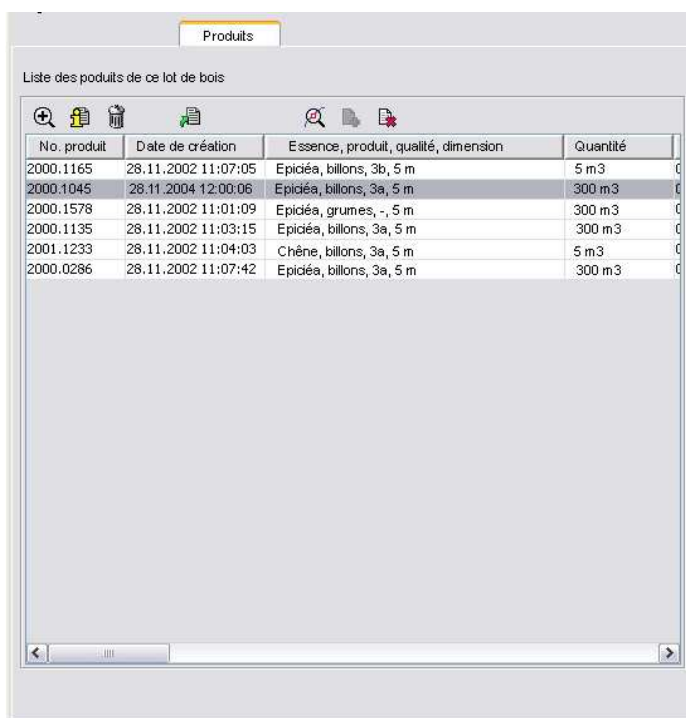 Produits
Liste des poduits de ce lot de bois
No. produit Date de création Essence, produit, qualité, dimension Quantité
2000.1165 28.11.2002 11:07:05 Epiciéa, billons, 3b, 5 m 5 m3
2000.1045 28.11.2004 12:00:06 Epiciéa, billons, 3a, 5 m 300 m3
2000.1578 28.11.2002 11:01:09 Epiciéa, grumes, -, 5 m 300 m3
2000.1135 28.11.2002 11:03:15 Epiciéa, billons, 3a, 5 m 300 m3
2001.1233 28.11.2002 11:04:03 Chêne, billons, 3a, 5 m 5 m3
2000.0286 28.11.2002 11:07:42 Epiciéa, billons, 3a, 5 m 300 m3